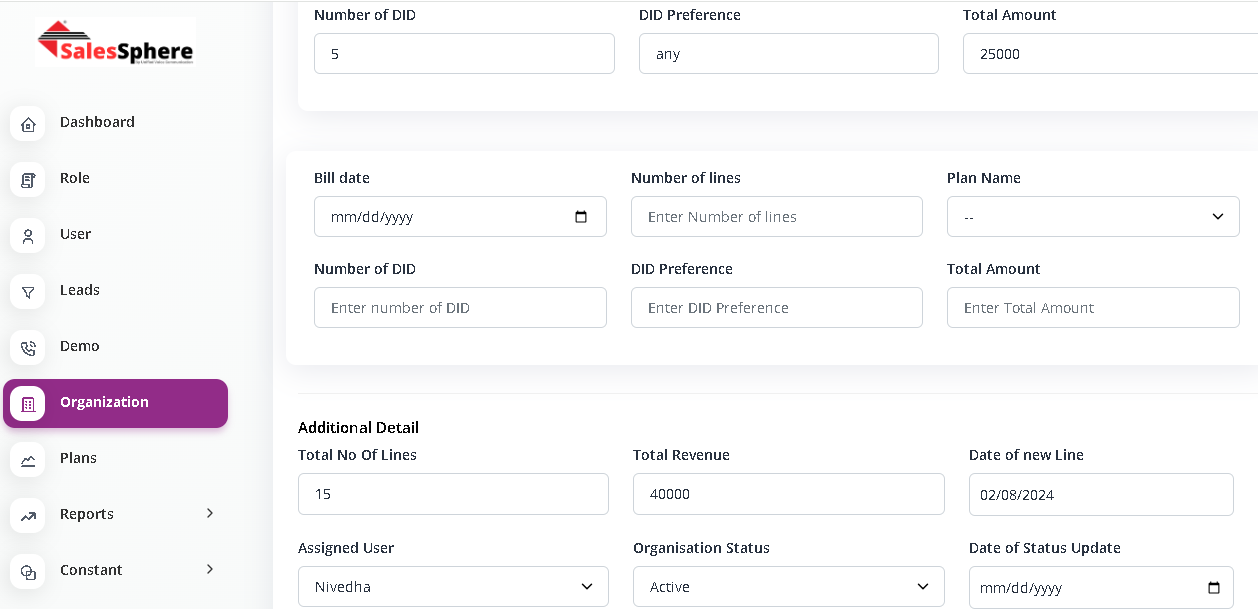 SalesSphere
Dashboard
Role
User
Leads
Demo
Organization
Plans
Reports
Constant
Number of DID DID Preference Total Amount
5 any 25000
Bill date Number of lines Plan Name
mm/dd/yyyy Enter Number of lines --
Number of DID DID Preference Total Amount
Enter number of DID Enter DID Preference Enter Total Amount
Additional Detail
Total No Of Lines Total Revenue Date of new Line
15 40000 02/08/2024
Assigned User Organisation Status Date of Status Update
Nivedha Active mm/dd/yyyy